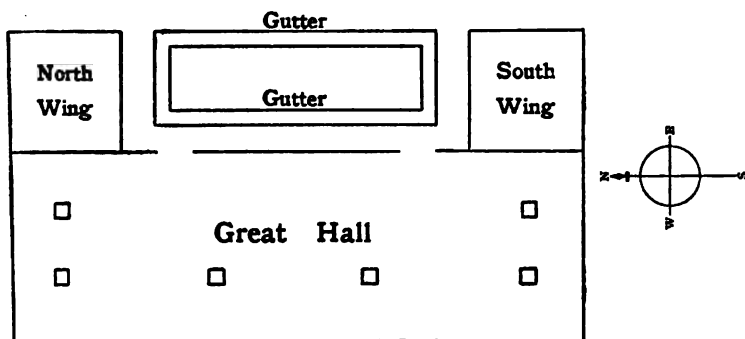 Gutter
North
Wing
Gutter
South
Wing
E
N
S
W
Great Hall